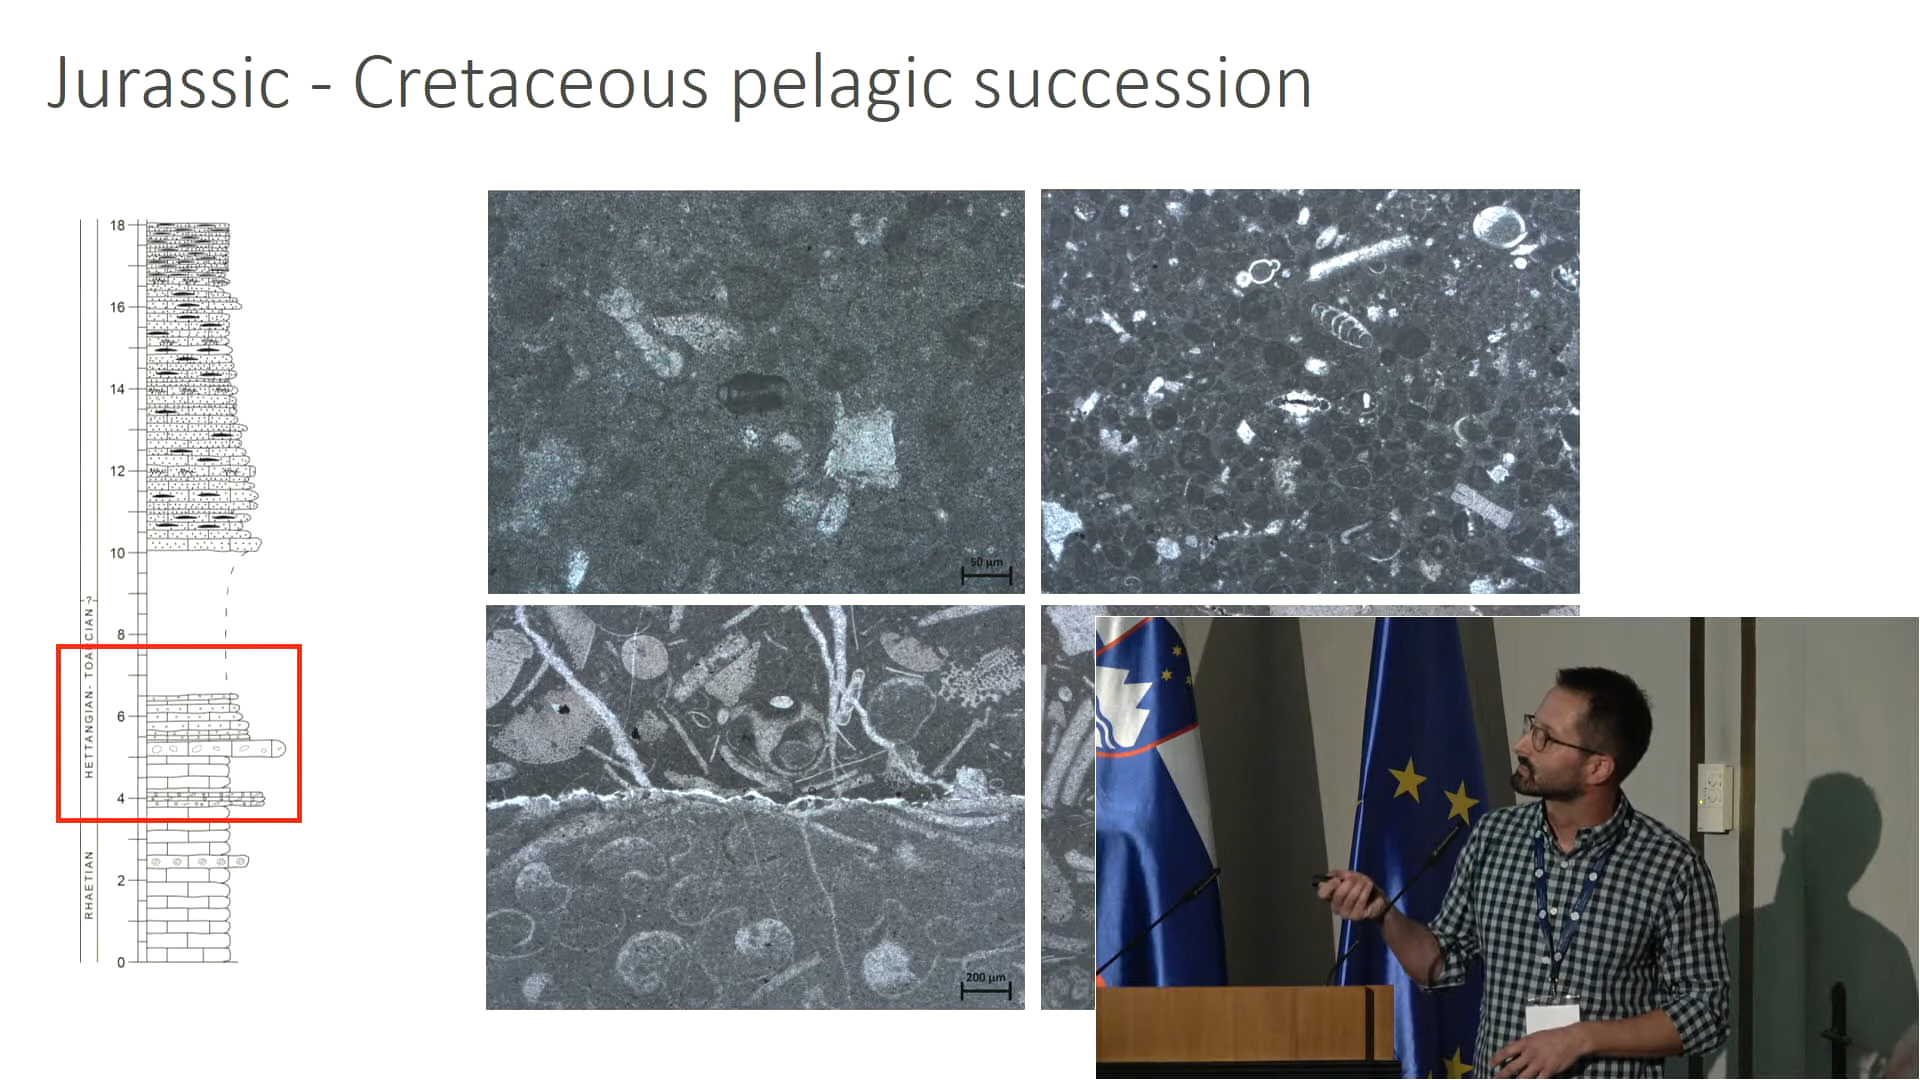 Jurassic - Cretaceous pelagic succession
18
16
14
12
10
8
6
4
2
0
?
HETTANGIAN - TOARCIAN
RHAETIAN
50 µm
200 µm